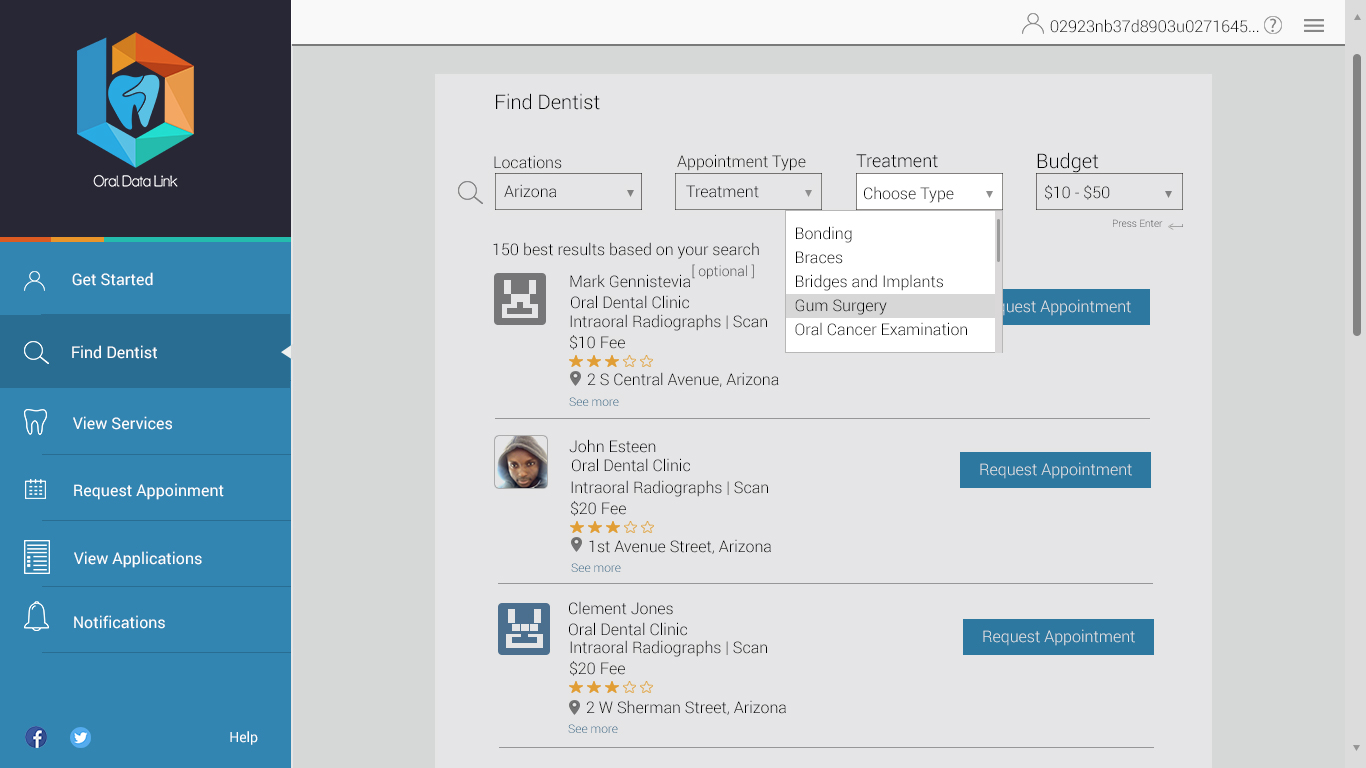 Oral Data Link
Get Started
Find Dentist
View Services
Request Appoinment
View Applications
Notifications
Help
02923nb37d8903u0271645... ?
Find Dentist
Locations
Arizona
Appointment Type
Treatment
Treatment
Choose Type
Budget
$10 - $50
Press Enter
Bonding
Braces
Bridges and Implants
Gum Surgery
Oral Cancer Examination
150 best results based on your search
[ optional ]
Mark Gennistevia
Oral Dental Clinic
Intraoral Radiographs | Scan
$10 Fee
2 S Central Avenue, Arizona
See more
uest Appointment
John Esteen
Oral Dental Clinic
Intraoral Radiographs | Scan
$20 Fee
1st Avenue Street, Arizona
See more
Request Appointment
Clement Jones
Oral Dental Clinic
Intraoral Radiographs | Scan
$20 Fee
2 W Sherman Street, Arizona
See more
Request Appointment